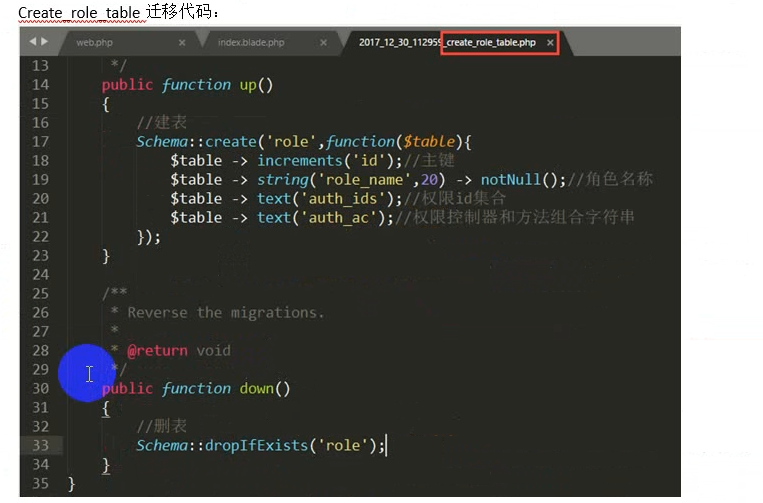 Create_role_table 迁移代码：
web.php × index.blade.php × 2017_12_30_112959_create_role_table.php ×
13 */
14 public function up()
15 {
16 //建表
17 Schema::create('role',function($table){
18 $table -> increments('id');//主键
19 $table -> string('role_name',20) -> notNull();//角色名称
20 $table -> text('auth_ids');//权限id集合
21 $table -> text('auth_ac');//权限控制器和方法组合字符串
22 });
23 }
24
25 /**
26 * Reverse the migrations.
27 *
28 * @return void
29 */
30 public function down()
31 {
32 //删表
33 Schema::dropIfExists('role');
34 }
35 }